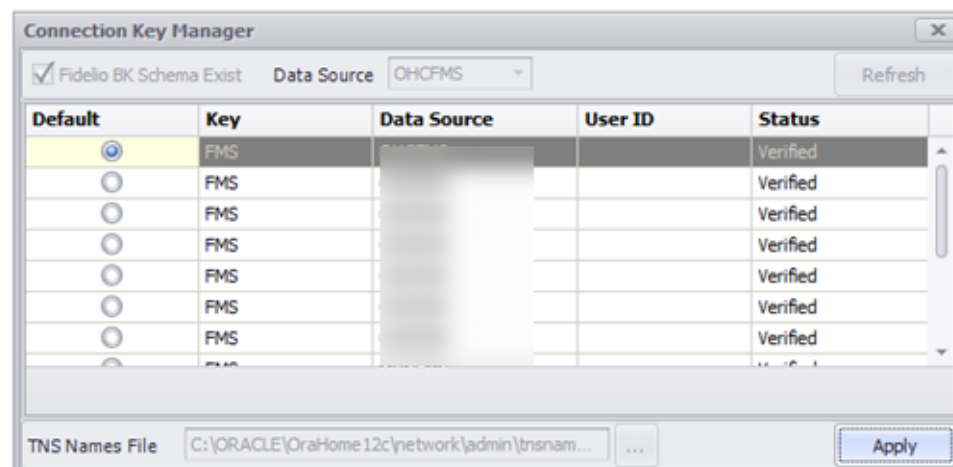 Connection Key Manager
Fidelio BK Schema Exist Data Source OHCFMS Refresh
Default Key Data Source User ID Status
FMS Verified
FMS Verified
FMS Verified
FMS Verified
FMS Verified
FMS Verified
FMS Verified
TNS Names File C:\ORACLE\OraHome12c\network\admin\tnsnam... ... Apply